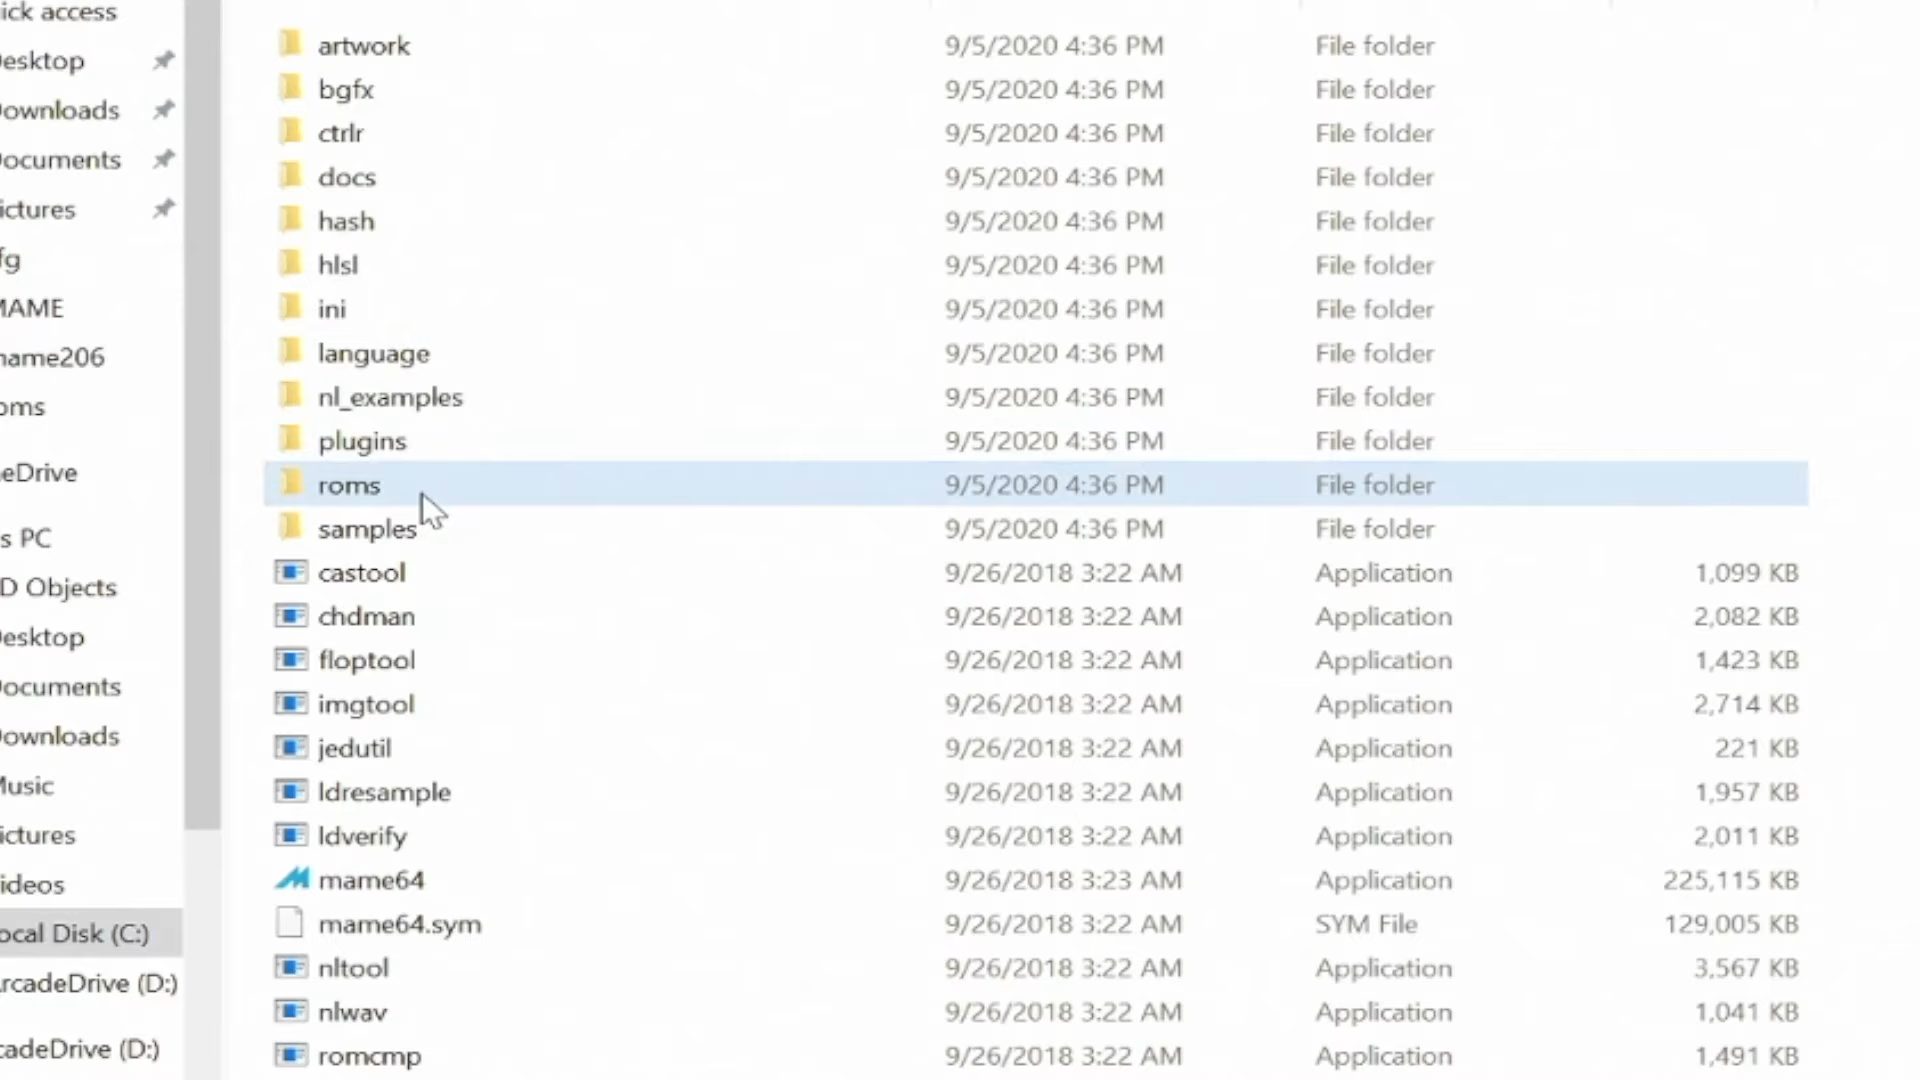 ick access
esktop
ownloads
ocuments
ictures
fg
MAME
name206
oms
eDrive
s PC
D Objects
esktop
ocuments
ownloads
Music
ictures
ideos
ocal Disk (C:)
rcadeDrive (D:)
cadeDrive (D:)
artwork 9/5/2020 4:36 PM File folder
bgfx 9/5/2020 4:36 PM File folder
ctrlr 9/5/2020 4:36 PM File folder
docs 9/5/2020 4:36 PM File folder
hash 9/5/2020 4:36 PM File folder
hlsl 9/5/2020 4:36 PM File folder
ini 9/5/2020 4:36 PM File folder
language 9/5/2020 4:36 PM File folder
nl_examples 9/5/2020 4:36 PM File folder
plugins 9/5/2020 4:36 PM File folder
roms 9/5/2020 4:36 PM File folder
samples 9/5/2020 4:36 PM File folder
castool 9/26/2018 3:22 AM Application 1,099 KB
chdman 9/26/2018 3:22 AM Application 2,082 KB
floptool 9/26/2018 3:22 AM Application 1,423 KB
imgtool 9/26/2018 3:22 AM Application 2,714 KB
jedutil 9/26/2018 3:22 AM Application 221 KB
ldresample 9/26/2018 3:22 AM Application 1,957 KB
ldverify 9/26/2018 3:22 AM Application 2,011 KB
mame64 9/26/2018 3:23 AM Application 225,115 KB
mame64.sym 9/26/2018 3:22 AM SYM File 129,005 KB
nltool 9/26/2018 3:22 AM Application 3,567 KB
nlwav 9/26/2018 3:22 AM Application 1,041 KB
romcmp 9/26/2018 3:22 AM Application 1,491 KB